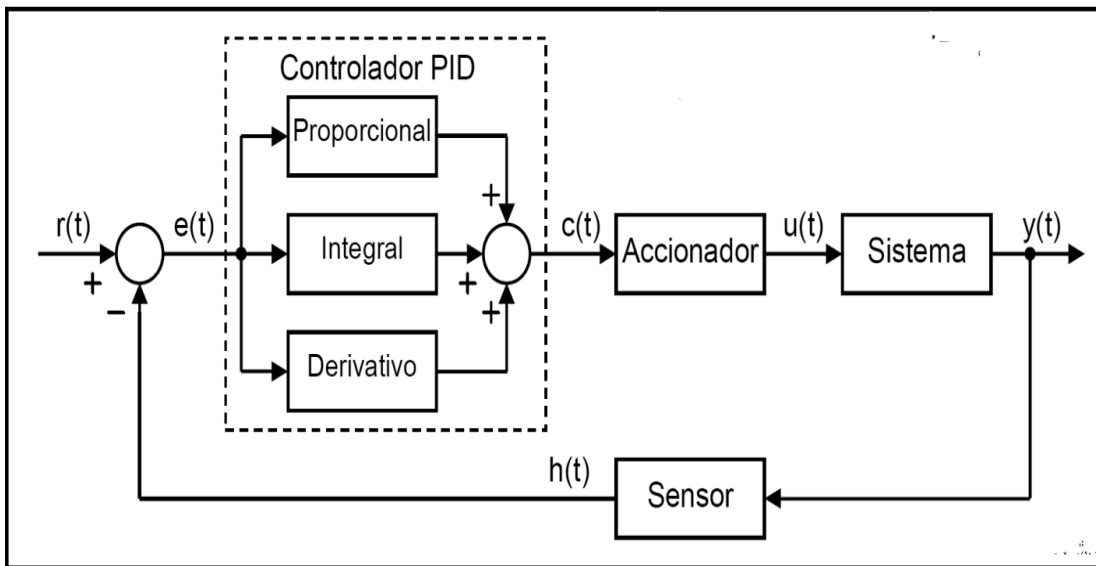 Controlador PID
Proporcional
r(t)
e(t)
Integral
c(t)
Accionador
u(t)
Sistema
y(t)
+
−
+
+
+
Derivativo
h(t)
Sensor